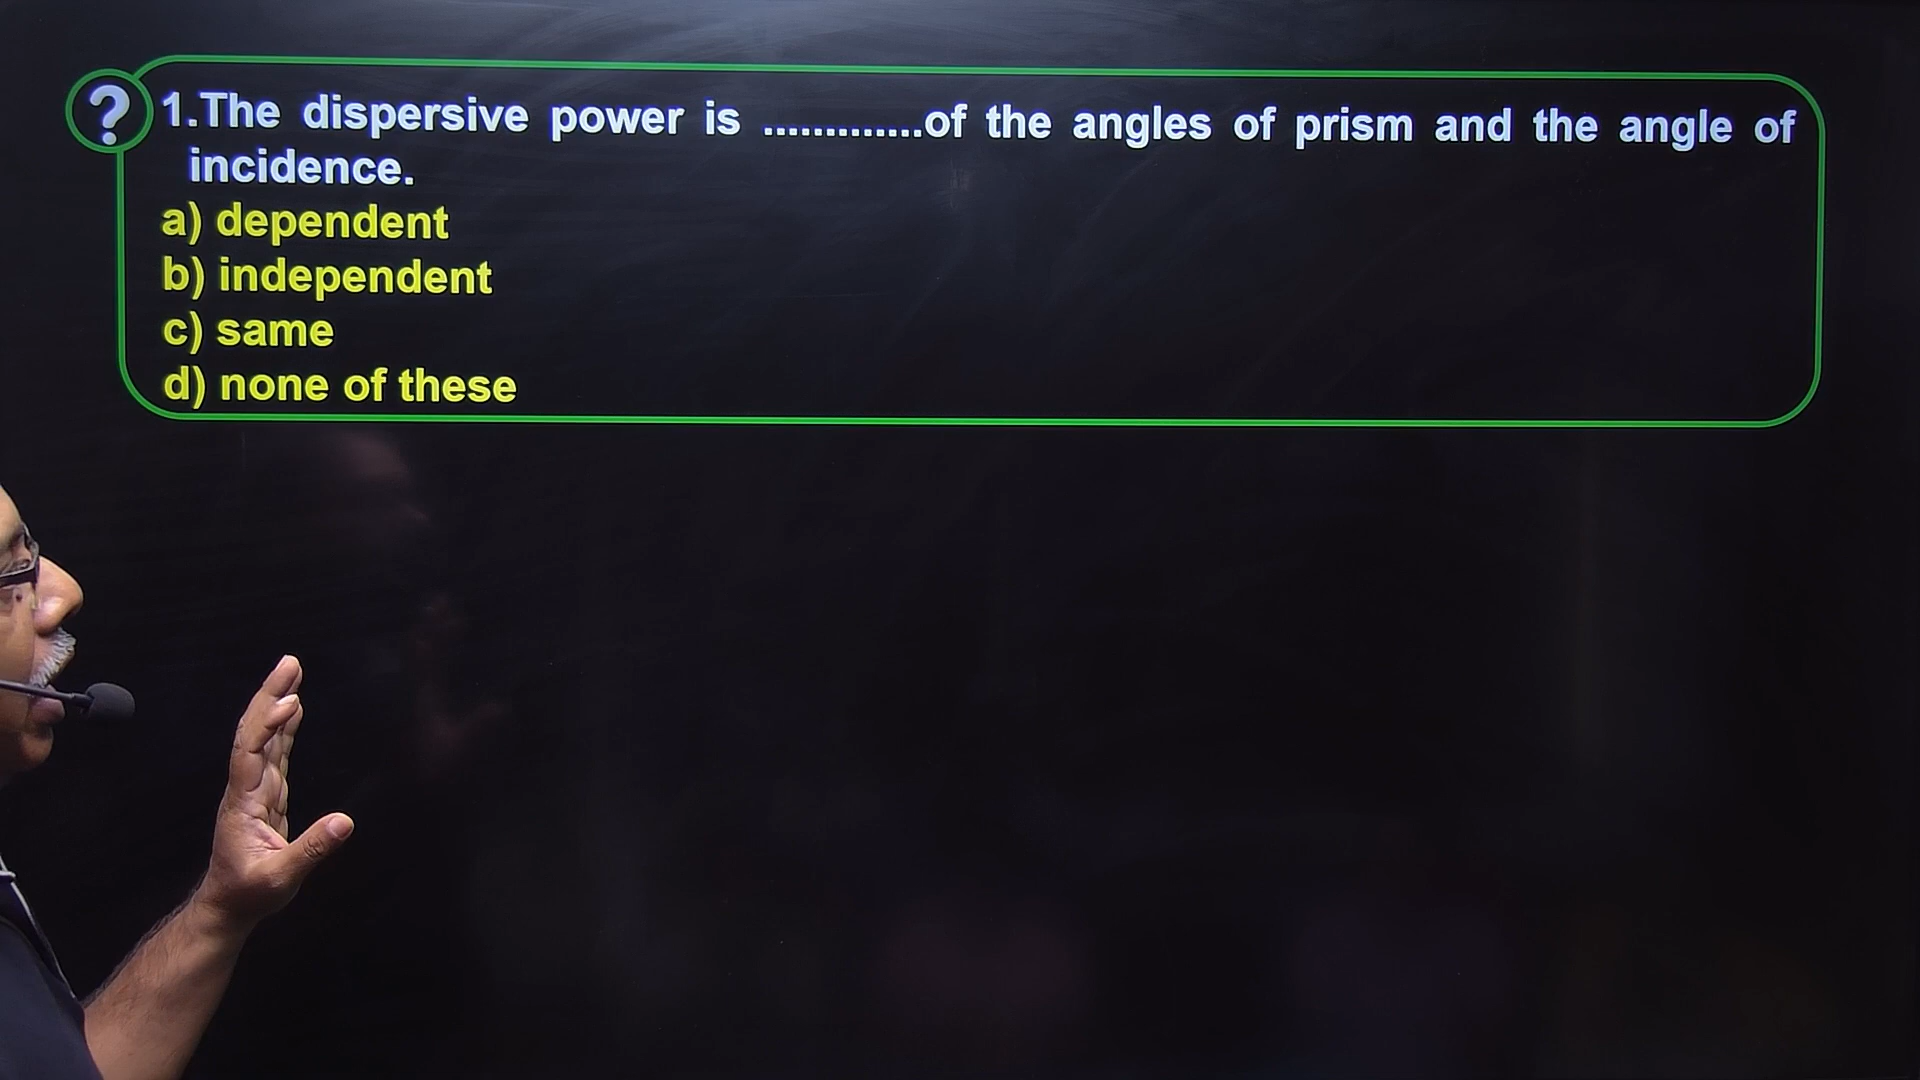 ?
1.The dispersive power is .............of the angles of prism and the angle of
incidence.
a) dependent
b) independent
c) same
d) none of these